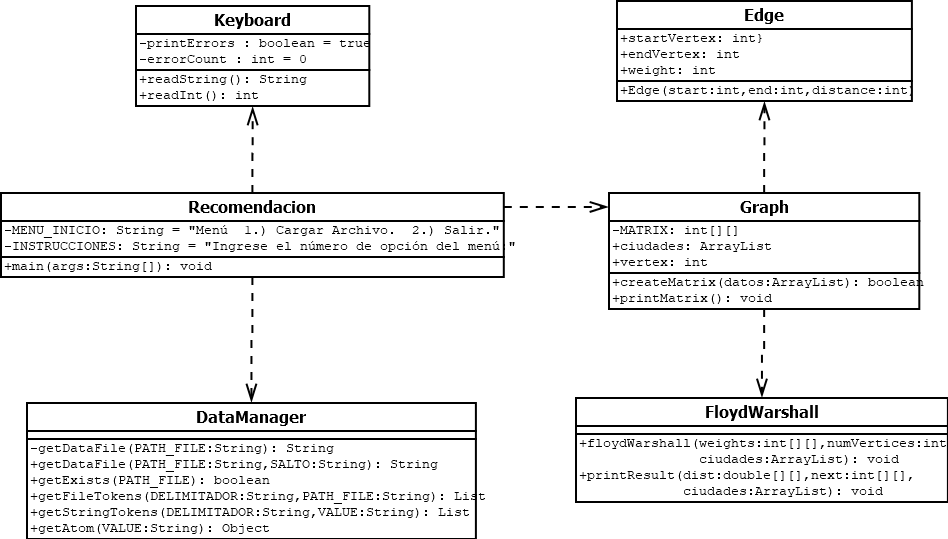 Keyboard
-printErrors : boolean = true
-errorCount : int = 0
+readString(): String
+readInt(): int
Edge
+startVertex: int}
+endVertex: int
+weight: int
+Edge(start:int,end:int,distance:int)
Recomendacion
-MENU_INICIO: String = "Menú  1.) Cargar Archivo.  2.) Salir."
-INSTRUCCIONES: String = "Ingrese el número de opción del menú."
+main(args:String[]): void
Graph
-MATRIX: int[][]
+ciudades: ArrayList
+vertex: int
+createMatrix(datos:ArrayList): boolean
+printMatrix(): void
DataManager
-getDataFile(PATH_FILE:String): String
+getDataFile(PATH_FILE:String,SALTO:String): String
+getExists(PATH_FILE): boolean
+getFileTokens(DELIMITADOR:String,PATH_FILE:String): List
+getStringTokens(DELIMITADOR:String,VALUE:String): List
+getAtom(VALUE:String): Object
FloydWarshall
+floydWarshall(weights:int[][],numVertices:int
ciudades:ArrayList): void
+printResult(dist:double[][],next:int[][],
ciudades:ArrayList): void